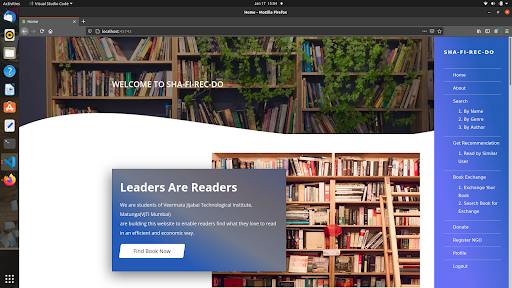 Activities
Visual Studio Code
Jan 17 15:04
Home - Mozilla Firefox
Home
localhost:
WELCOME TO SHA-FI-REC-DO
Leaders Are Readers
We are students of Veermata Jijabai Technological Institute,
Matunga(VJTI Mumbai)
are building this website to enable readers find what they love to read
in an efficient and economic way.
Find Book Now
SHA-FI-REC-DO
Home
About
Search
1. By Name
2. By Genre
3. By Author
Get Recommendation
1. Read by Similar
User
Book Exchange
1. Exchange Your
Book
2. Search Book for
Exchange
Donate
Register NGO
Profile
Logout